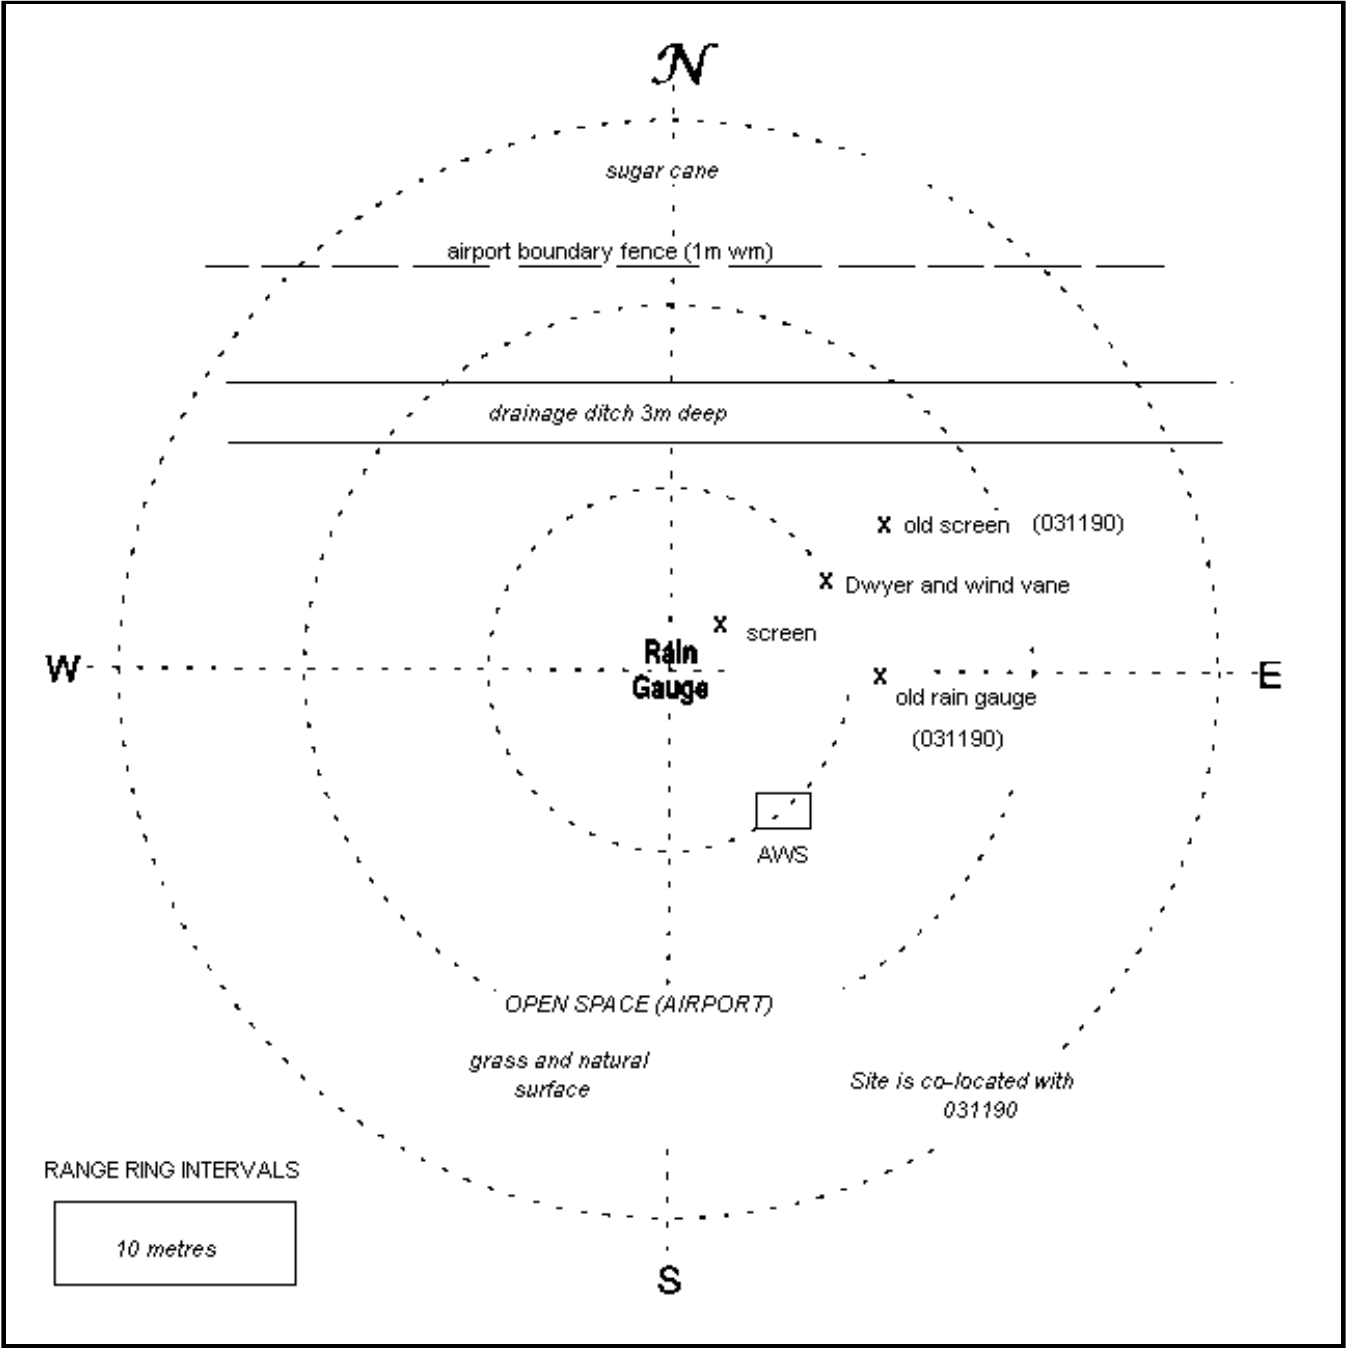 N
sugar cane
airport boundary fence (1m wm)
drainage ditch 3m deep
X old screen (031190)
X Dwyer and wind vane
X screen
Rain
Gauge
W
E
X
old rain gauge
(031190)
AWS
OPEN SPACE (AIRPORT)
grass and natural
surface
Site is co-located with
031190
RANGE RING INTERVALS
10 metres
S